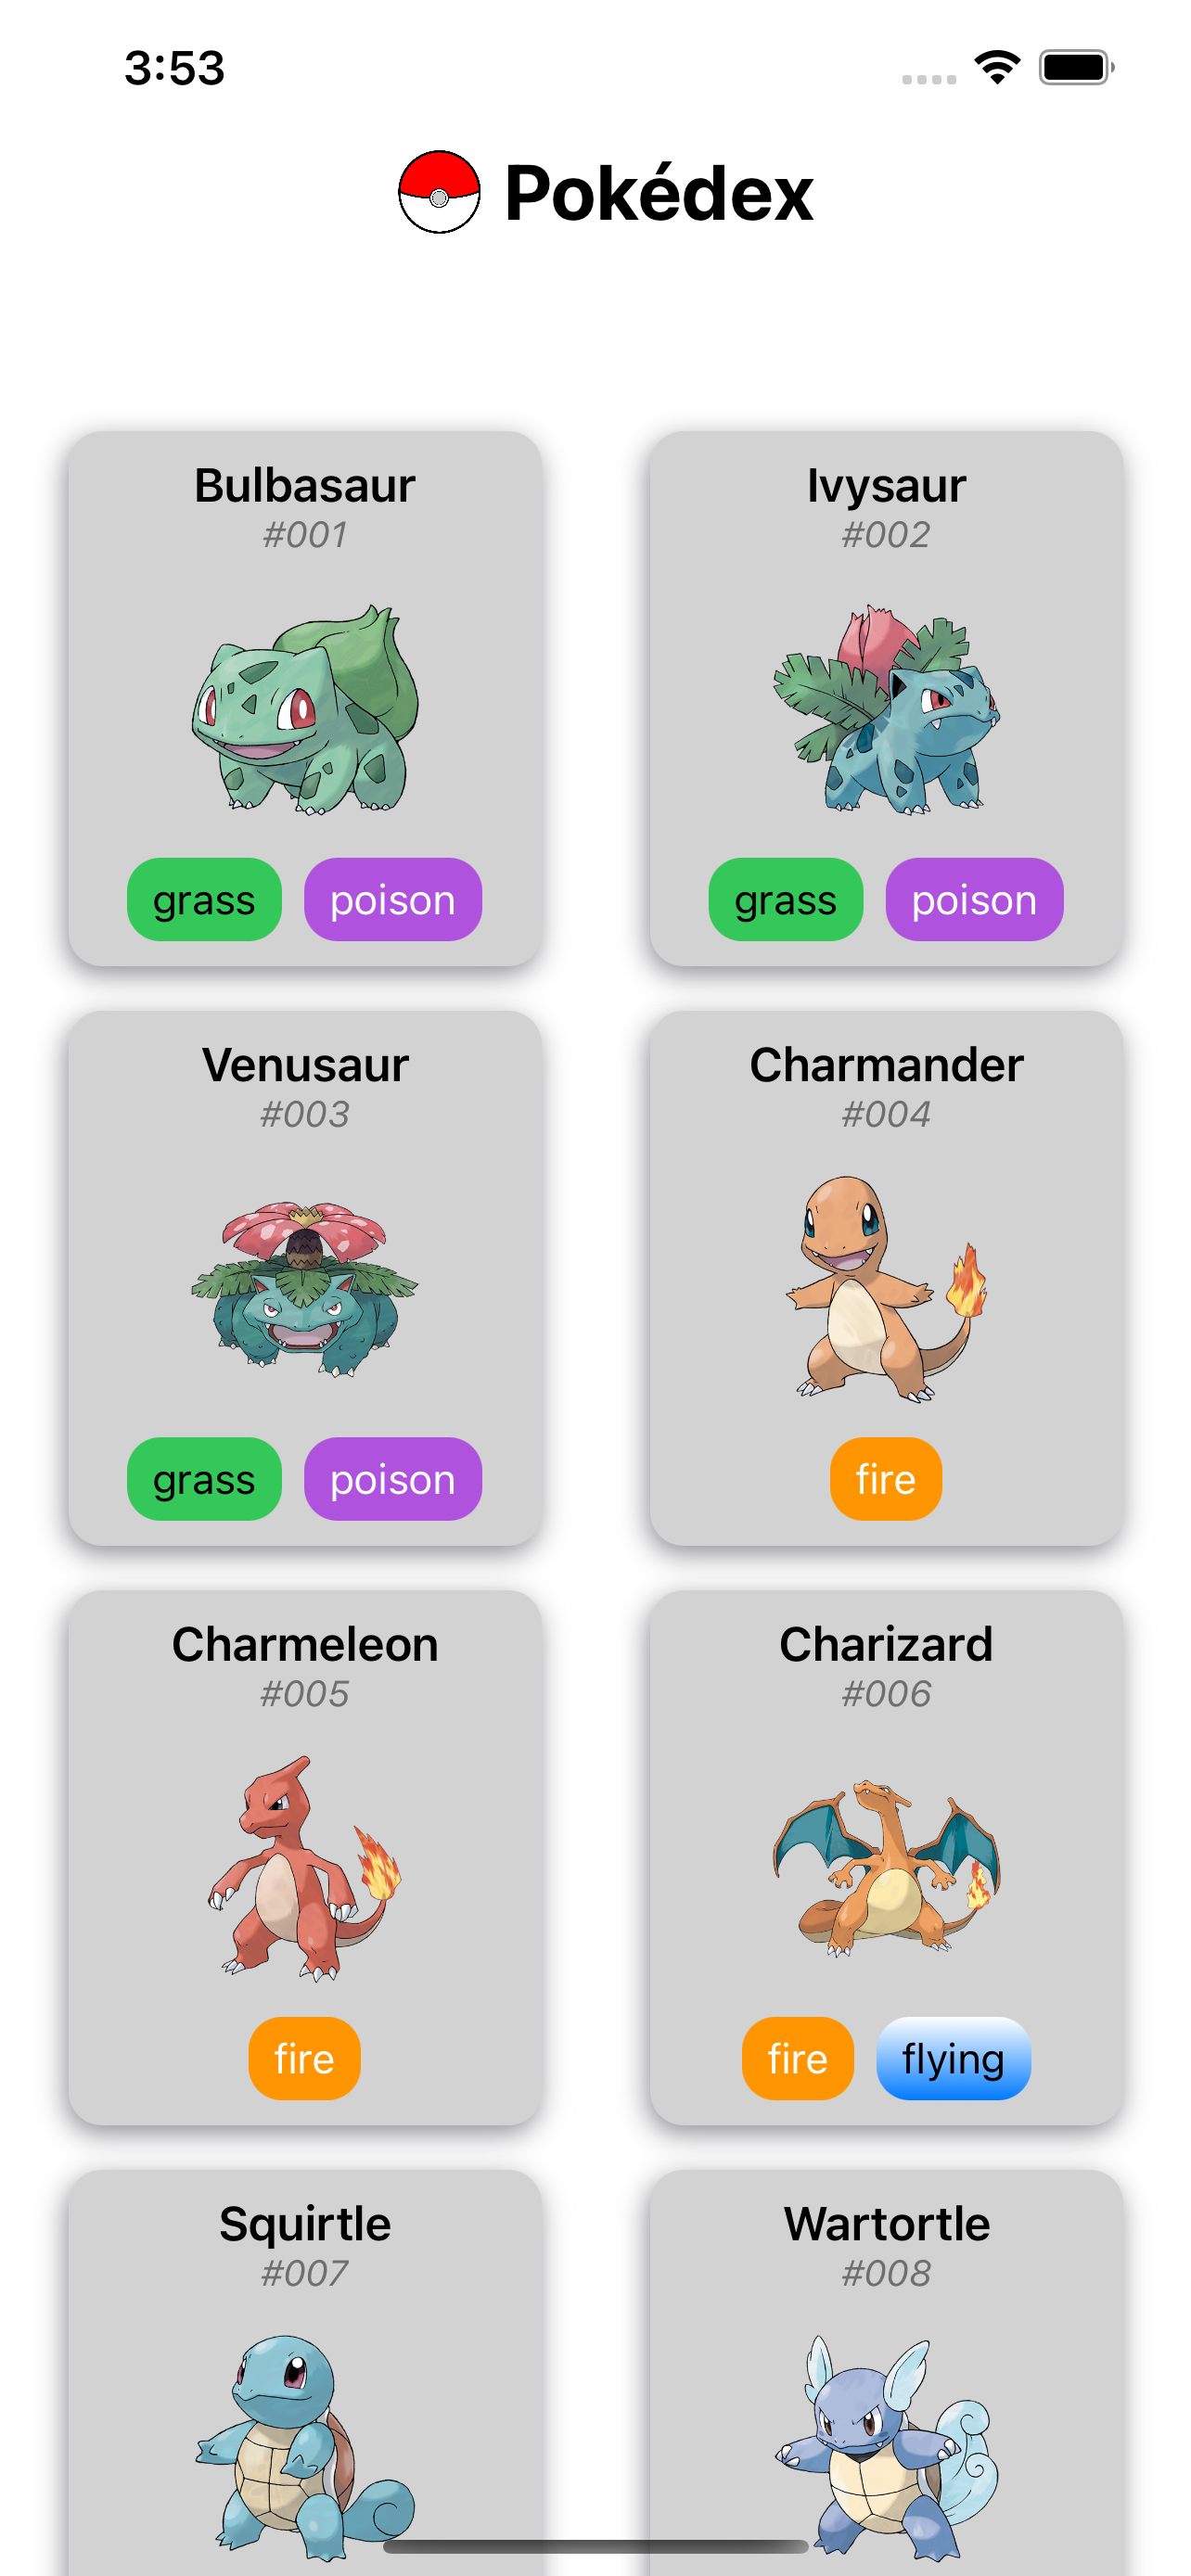 3:53
Pokédex
Bulbasaur
#001
grass poison
Ivysaur
#002
grass poison
Venusaur
#003
grass poison
Charmander
#004
fire
Charmeleon
#005
fire
Charizard
#006
fire flying
Squirtle
#007
Wartortle
#008